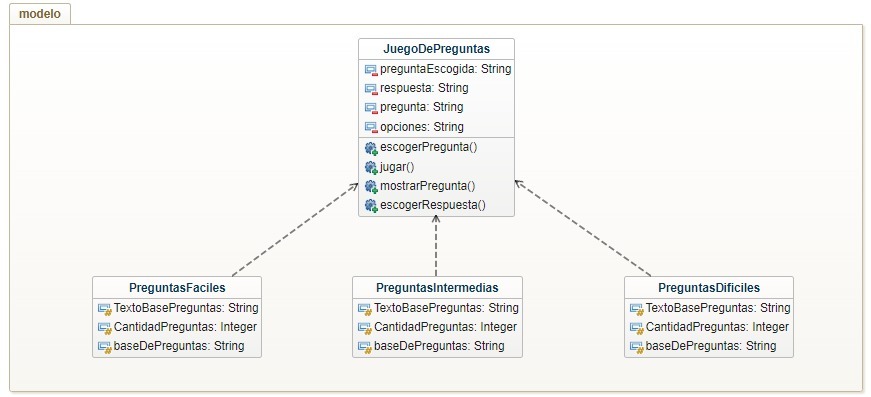 modelo
JuegoDePreguntas
preguntaEscogida: String
respuesta: String
pregunta: String
opciones: String
escogerPregunta()
jugar()
mostrarPregunta()
escogerRespuesta()
PreguntasFaciles
TextoBasePreguntas: String
CantidadPreguntas: Integer
baseDePreguntas: String
PreguntasIntermedias
TextoBasePreguntas: String
CantidadPreguntas: Integer
baseDePreguntas: String
PreguntasDificiles
TextoBasePreguntas: String
CantidadPreguntas: Integer
baseDePreguntas: String